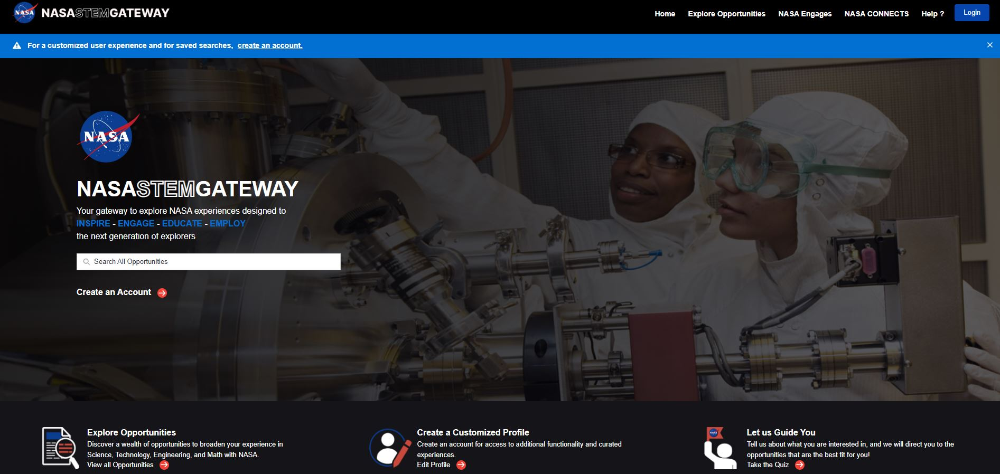 NASA NASASTEMGATEWAY
Home Explore Opportunities NASA Engages NASA CONNECTS Help ? Login
For a customized user experience and for saved searches, create an account.
NASA
NASASTEMGATEWAY
Your gateway to explore NASA experiences designed to
INSPIRE - ENGAGE - EDUCATE - EMPLOY
the next generation of explorers
Search All Opportunities
Create an Account
Explore Opportunities
Discover a wealth of opportunities to broaden your experience in
Science, Technology, Engineering, and Math with NASA.
View all Opportunities
Create a Customized Profile
Create an account for access to additional functionality and curated
experiences.
Edit Profile
NASA
Let us Guide You
Tell us about what you are interested in, and we will direct you to the
opportunities that are the best fit for you!
Take the Quiz